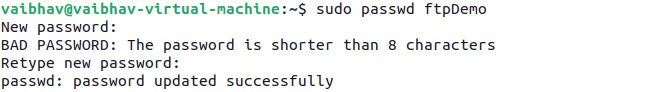 vaibhav@vaibhav-virtual-machine:~$ sudo passwd ftpDemo
New password:
BAD PASSWORD: The password is shorter than 8 characters
Retype new password:
passwd: password updated successfully